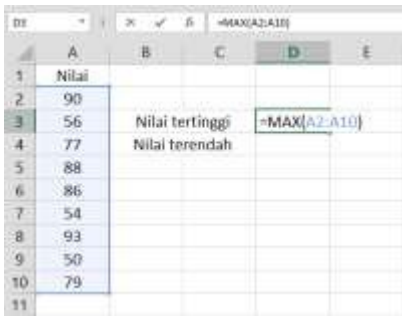 D3 =MAX(A2:A10)
A B C D E
1 Nilai
2 90
3 56 Nilai tertinggi =MAX(A2:A10)
4 77 Nilai terendah
5 88
6 86
7 54
8 93
9 50
10 79
11